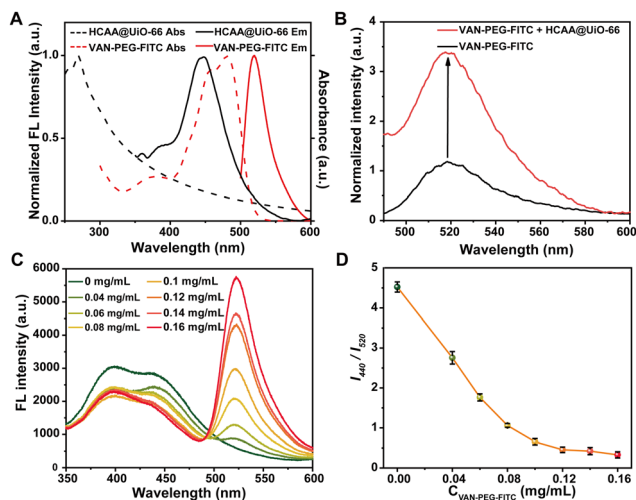 A
HCAA@UiO-66 Abs
HCAA@UiO-66 Em
VAN-PEG-FITC Abs
VAN-PEG-FITC Em
Normalized FL Intensity (a.u.)
Absorbance (a.u.)
1.0
0.5
0.0
300 400 500 600
Wavelength (nm)
B
VAN-PEG-FITC + HCAA@UiO-66
VAN-PEG-FITC
Normalized intensity (a.u.)
4
3
2
1
0
500 520 540 560 580 600
Wavelength (nm)
C
0 mg/mL
0.04 mg/mL
0.06 mg/mL
0.08 mg/mL
0.1 mg/mL
0.12 mg/mL
0.14 mg/mL
0.16 mg/mL
FL intensity (a.u.)
6000
5000
4000
3000
2000
1000
0
350 400 450 500 550 600
Wavelength (nm)
D
I440 / I520
5
4
3
2
1
0
0.00 0.04 0.08 0.12 0.16
CVAN-PEG-FITC (mg/mL)